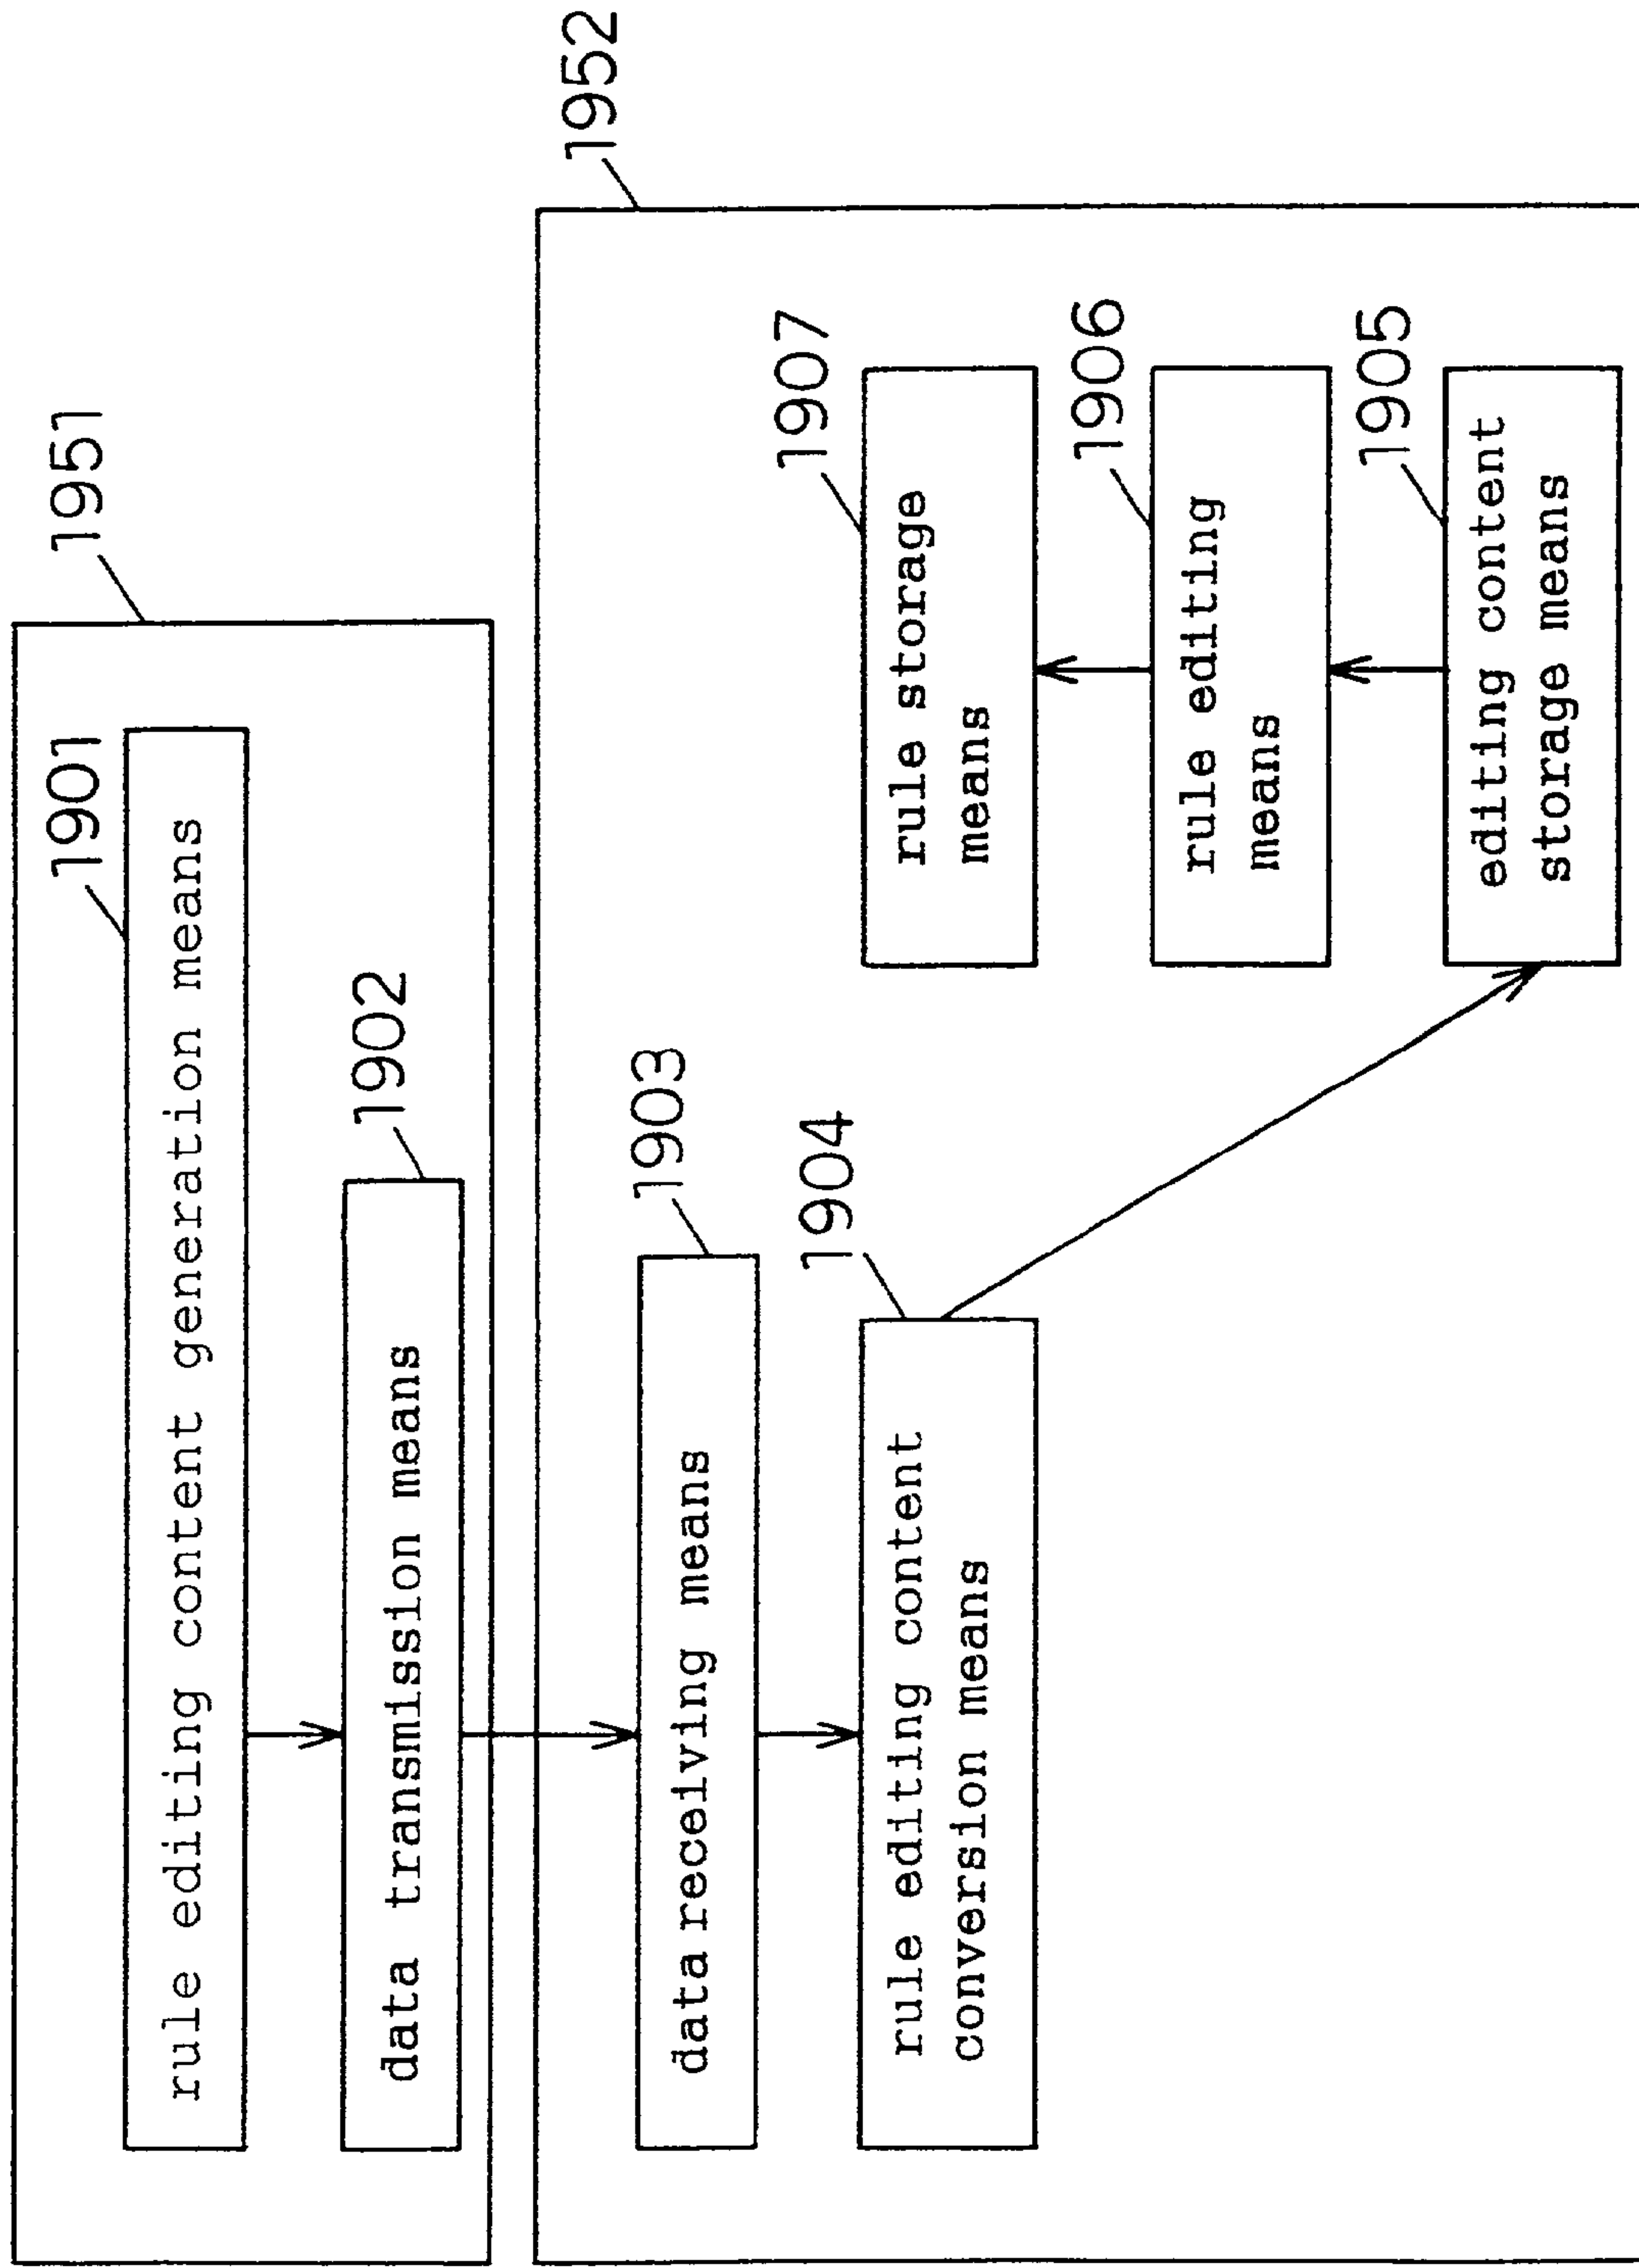 1951
1901
rule editing content generation means
1902
data transmission means
1952
1903
data receiving means
1904
rule editing content
conversion means
1907
rule storage
means
1906
rule editing
means
1905
editing content
storage means